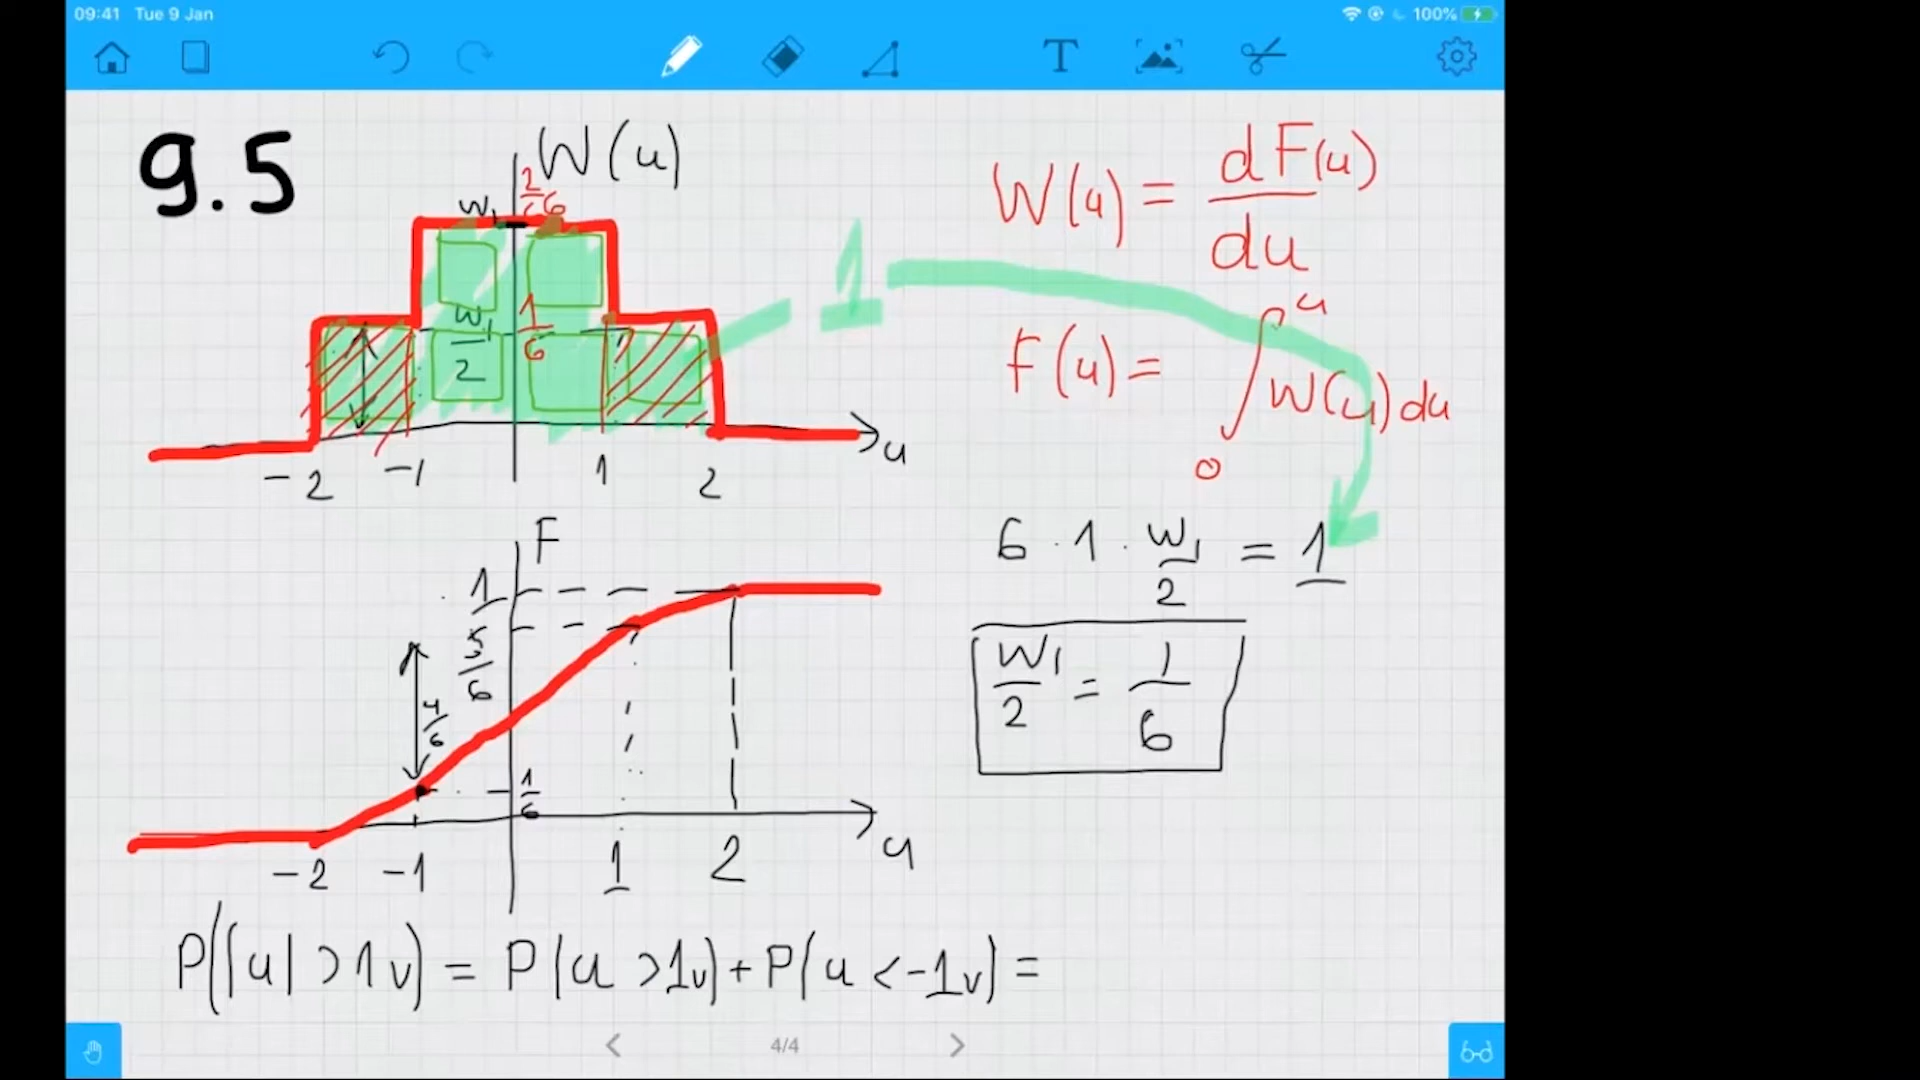 09:41 Tue 9 Jan
100%
T
9.5
W(u)
2/6
W1
W1/2
1/6
1
-2 -1 1 2 u
W(u) = dF(u)/du
F(u) = ∫0u W(u)du
6 · 1 · W1/2 = 1
W1/2 = 1/6
F
1
5/6
4/6
1/6
-2 -1 1 2 u
P(|u| > 1v) = P(u > 1v) + P(u < -1v) =
4/4